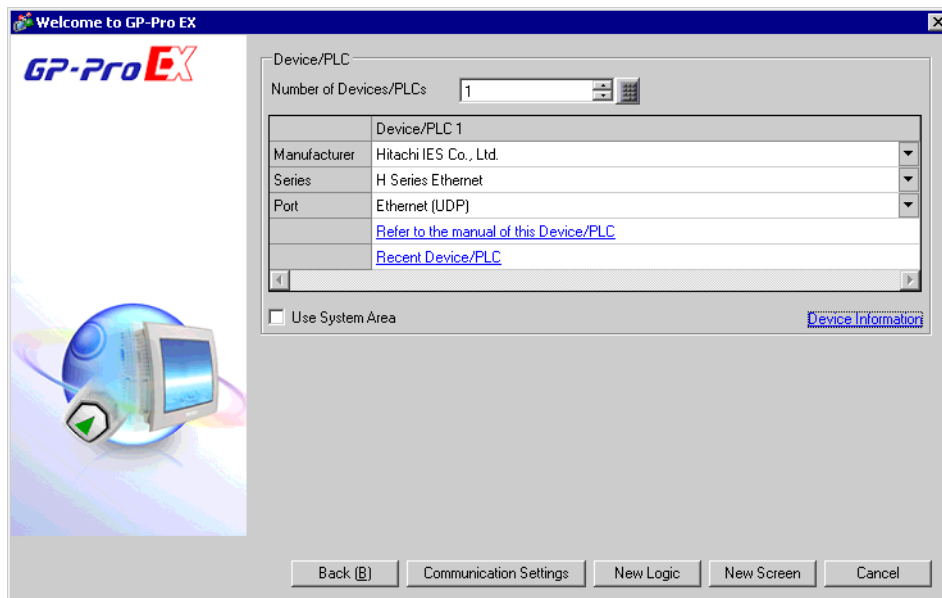 Welcome to GP-Pro EX
GP-Pro EX
Device/PLC
Number of Devices/PLCs 1
Device/PLC 1
Manufacturer Hitachi IES Co., Ltd.
Series H Series Ethernet
Port Ethernet (UDP)
Refer to the manual of this Device/PLC
Recent Device/PLC
Use System Area Device Information
Back (B) Communication Settings New Logic New Screen Cancel